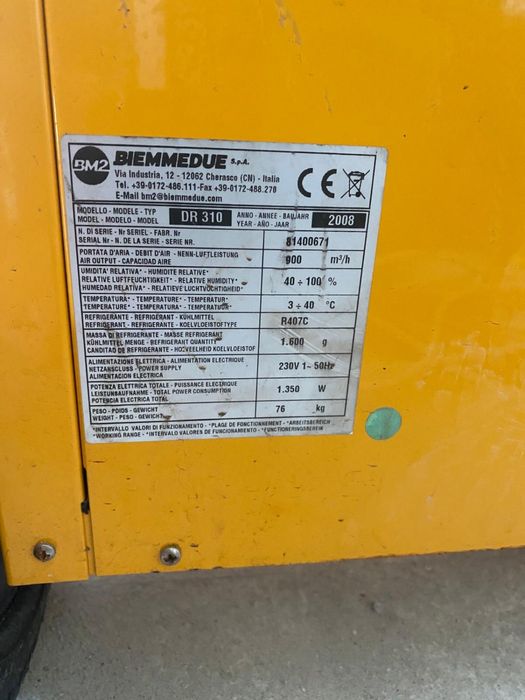 BM2 BIEMMEDUE S.p.A.
Via Industria, 12 - 12062 Cherasco (CN) - Italia
Tel. +39-0172-486.111-Fax +39-0172-488.270
E-Mail bm2@biemmedue.com
CE
MODELLO - MODELE - TYP
MODEL - MODELO - MODEL
DR 310
ANNO - ANNEE - BAUJAHR
YEAR - AÑO - JAAR
2008
N. DI SERIE - Nr SERIEL - FABR. Nr
SERIAL Nr - N. DE LA SERIE - SERIE NR.
81400671
PORTATA D'ARIA - DEBIT D'AIR - NENN-LUFTLEISTUNG
AIR OUTPUT - CAPACIDAD AIRE
900 m³/h
UMIDITA' RELATIVA* - HUMIDITE RELATIVE*
RELATIVE LUFTFEUCHTIGKEIT* - RELATIVE HUMIDITY*
HUMEDAD RELATIVA* - RELATIEVE LUCHTVOCHTIGHEID*
40 ÷ 100 %
TEMPERATURA* - TEMPERATURE* - TEMPERATUR*
TEMPERATURE* - TEMPERATURA* - TEMPERATUUR*
3 ÷ 40 °C
REFRIGERANTE - REFRIGÉRANT - KÜHLMITTEL
REFRIGERANT - REFRIGERANTE - KOELVLOEISTOFTYPE
R407C
MASSA DI REFRIGERANTE - MASSE REFRIGERANT
KÜHLMITTEL MENGE - REFRIGERANT QUANTITY
CANDITAD DE REFRIGERANTE - HOEVEELHEID KOELVLOEISTOF
1.600 g
ALIMENTAZIONE ELETTRICA - ALIMENTATION ELECTRIQUE
NETZANSCHLUSS - POWER SUPPLY
ALIMENTACION ELECTRICA
230V 1~ 50Hz
POTENZA ELETTRICA TOTALE - PUISSANCE ELECTRIQUE
LEISTUNBAUFNAHME - TOTAL POWER CONSUMPTION
POTENCIA ELECTRICA TOTAL
1.350 W
PESO - POIDS - GEWICHT
WEIGHT - PESO - GEWICHT
76 kg
*INTERVALLO VALORI DI FUNZIONAMENTO - *PLAGE DE FONCTIONNEMENT - *ARBEITSBEREICH
*WORKING RANGE - *INTERVALO VALORES DE FUNCIONAMIENTO - *FUNCTIONERINGSBEREIK